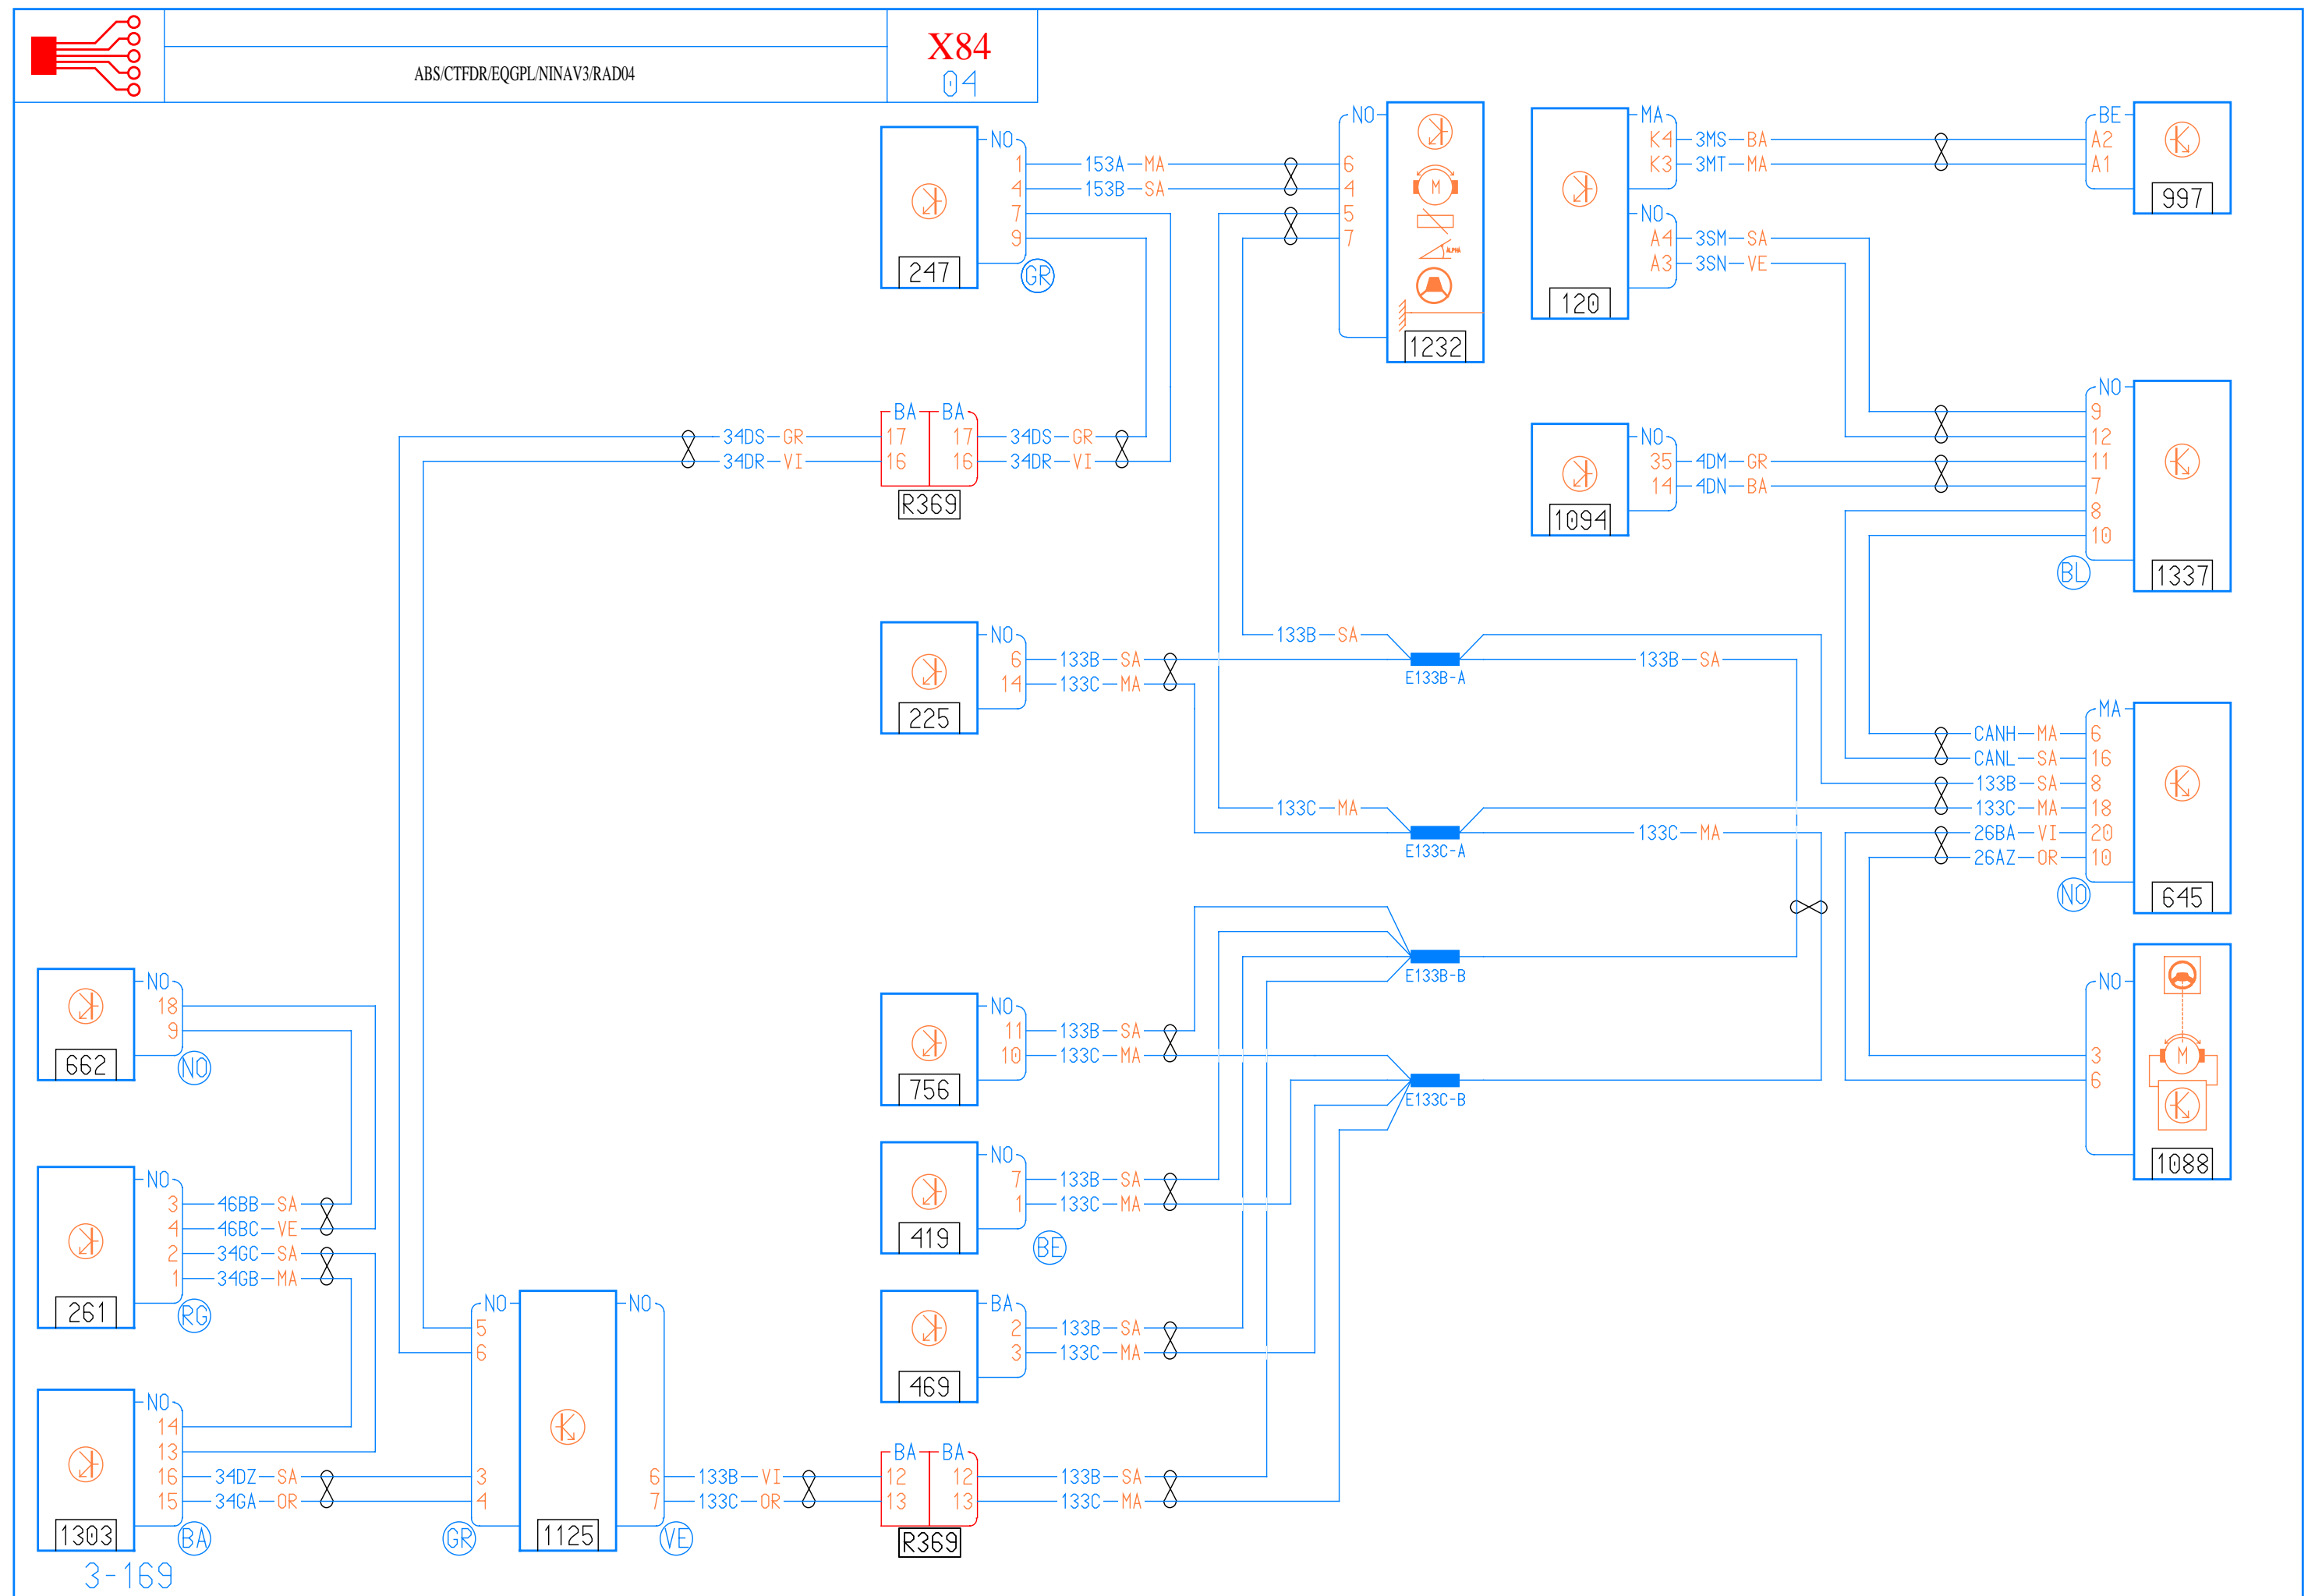 X84
ABS/CTFDR/EQGPL/NINAV3/RAD04
04
NO
1 153A MA
4 153B SA
7
9
GR
247
NO
6
4
5
7
M
ALPHA
1232
MA
K4 3MS BA
K3 3MT MA
NO
A4 3SM SA
A3 3SN VE
120
BE
A2
A1
997
34DS GR
34DR VI
BA BA
17 17
16 16
34DS GR
34DR VI
R369
NO
35 4DM GR
14 4DN BA
1094
NO
9
12
11
7
8
10
BL
1337
NO
6 133B SA
14 133C MA
225
133B SA
E133B-A
133B SA
133C MA
E133C-A
133C MA
MA
CANH MA 6
CANL SA 16
133B SA 8
133C MA 18
26BA VI 20
26AZ OR 10
NO
645
E133B-B
E133C-B
NO
18
9
NO
662
NO
11 133B SA
10 133C MA
756
NO
3
6
M
1088
NO
7 133B SA
1 133C MA
BE
419
NO
3 46BB SA
4 46BC VE
2 34GC SA
1 34GB MA
RG
261
BA
2 133B SA
3 133C MA
469
NO
14
13
16 34DZ SA
15 34GA OR
BA
1303
NO
5
6
3
4
GR
1125
NO
6 133B VI
7 133C OR
VE
BA BA
12 12
13 13
133B SA
133C MA
R369
3-169